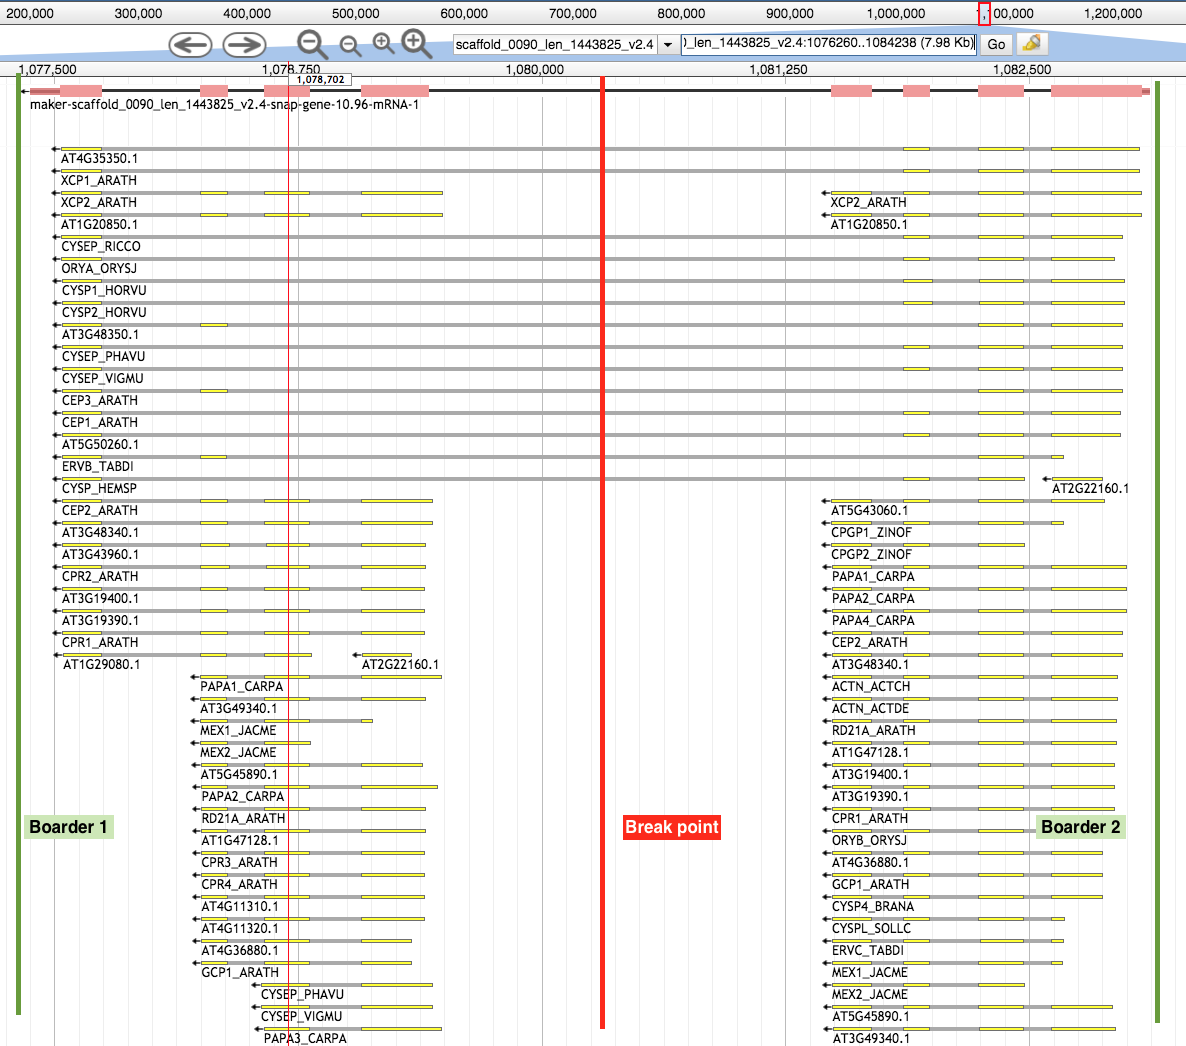 200,000 300,000 400,000 500,000 600,000 700,000 800,000 900,000 1,000,000 1,100,000 1,200,000
scaffold_0090_len_1443825_v2.4 )_len_1443825_v2.4:1076260..1084238 (7.98 Kb) Go
1,077,500 1,078,750 1,080,000 1,081,250 1,082,500
1,078,702
maker-scaffold_0090_len_1443825_v2.4-snap-gene-10.96-mRNA-1
AT4G35350.1
XCP1_ARATH
XCP2_ARATH XCP2_ARATH
AT1G20850.1 AT1G20850.1
CYSEP_RICCO
ORYA_ORYSJ
CYSP1_HORVU
CYSP2_HORVU
AT3G48350.1
CYSEP_PHAVU
CYSEP_VIGMU
CEP3_ARATH
CEP1_ARATH
AT5G50260.1
ERVB_TABDI
CYSP_HEMSP AT2G22160.1
CEP2_ARATH AT5G43060.1
AT3G48340.1 CPGP1_ZINOF
AT3G43960.1 CPGP2_ZINOF
CPR2_ARATH PAPA1_CARPA
AT3G19400.1 PAPA2_CARPA
AT3G19390.1 PAPA4_CARPA
CPR1_ARATH CEP2_ARATH
AT1G29080.1 AT2G22160.1 AT3G48340.1
PAPA1_CARPA ACTN_ACTCH
AT3G49340.1 ACTN_ACTDE
MEX1_JACME RD21A_ARATH
MEX2_JACME AT1G47128.1
AT5G45890.1 AT3G19400.1
PAPA2_CARPA AT3G19390.1
RD21A_ARATH CPR1_ARATH
Boarder 1 Break point Boarder 2
AT1G47128.1 ORYB_ORYSJ
CPR3_ARATH AT4G36880.1
CPR4_ARATH GCP1_ARATH
AT4G11310.1 CYSP4_BRANA
AT4G11320.1 CYSPL_SOLLC
AT4G36880.1 ERVC_TABDI
GCP1_ARATH MEX1_JACME
CYSEP_PHAVU MEX2_JACME
CYSEP_VIGMU AT5G45890.1
PAPA3_CARPA AT3G49340.1